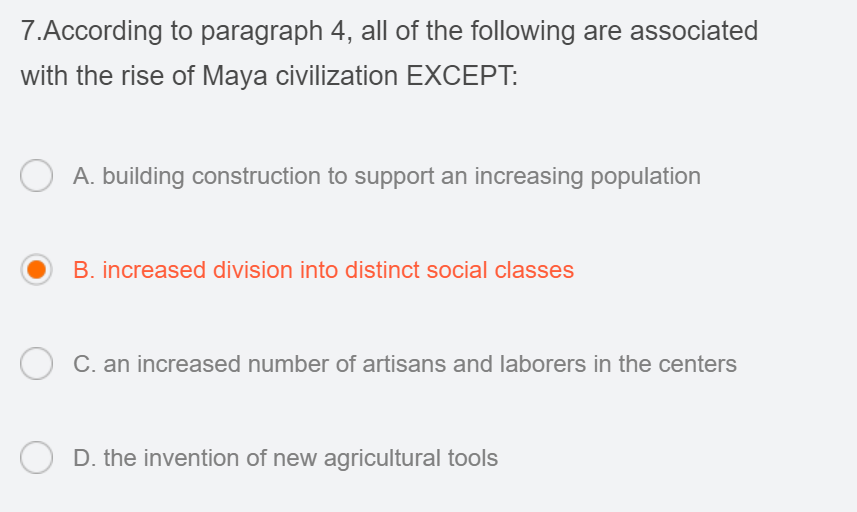 7.According to paragraph 4, all of the following are associated
with the rise of Maya civilization EXCEPT:
A. building construction to support an increasing population
B. increased division into distinct social classes
C. an increased number of artisans and laborers in the centers
D. the invention of new agricultural tools